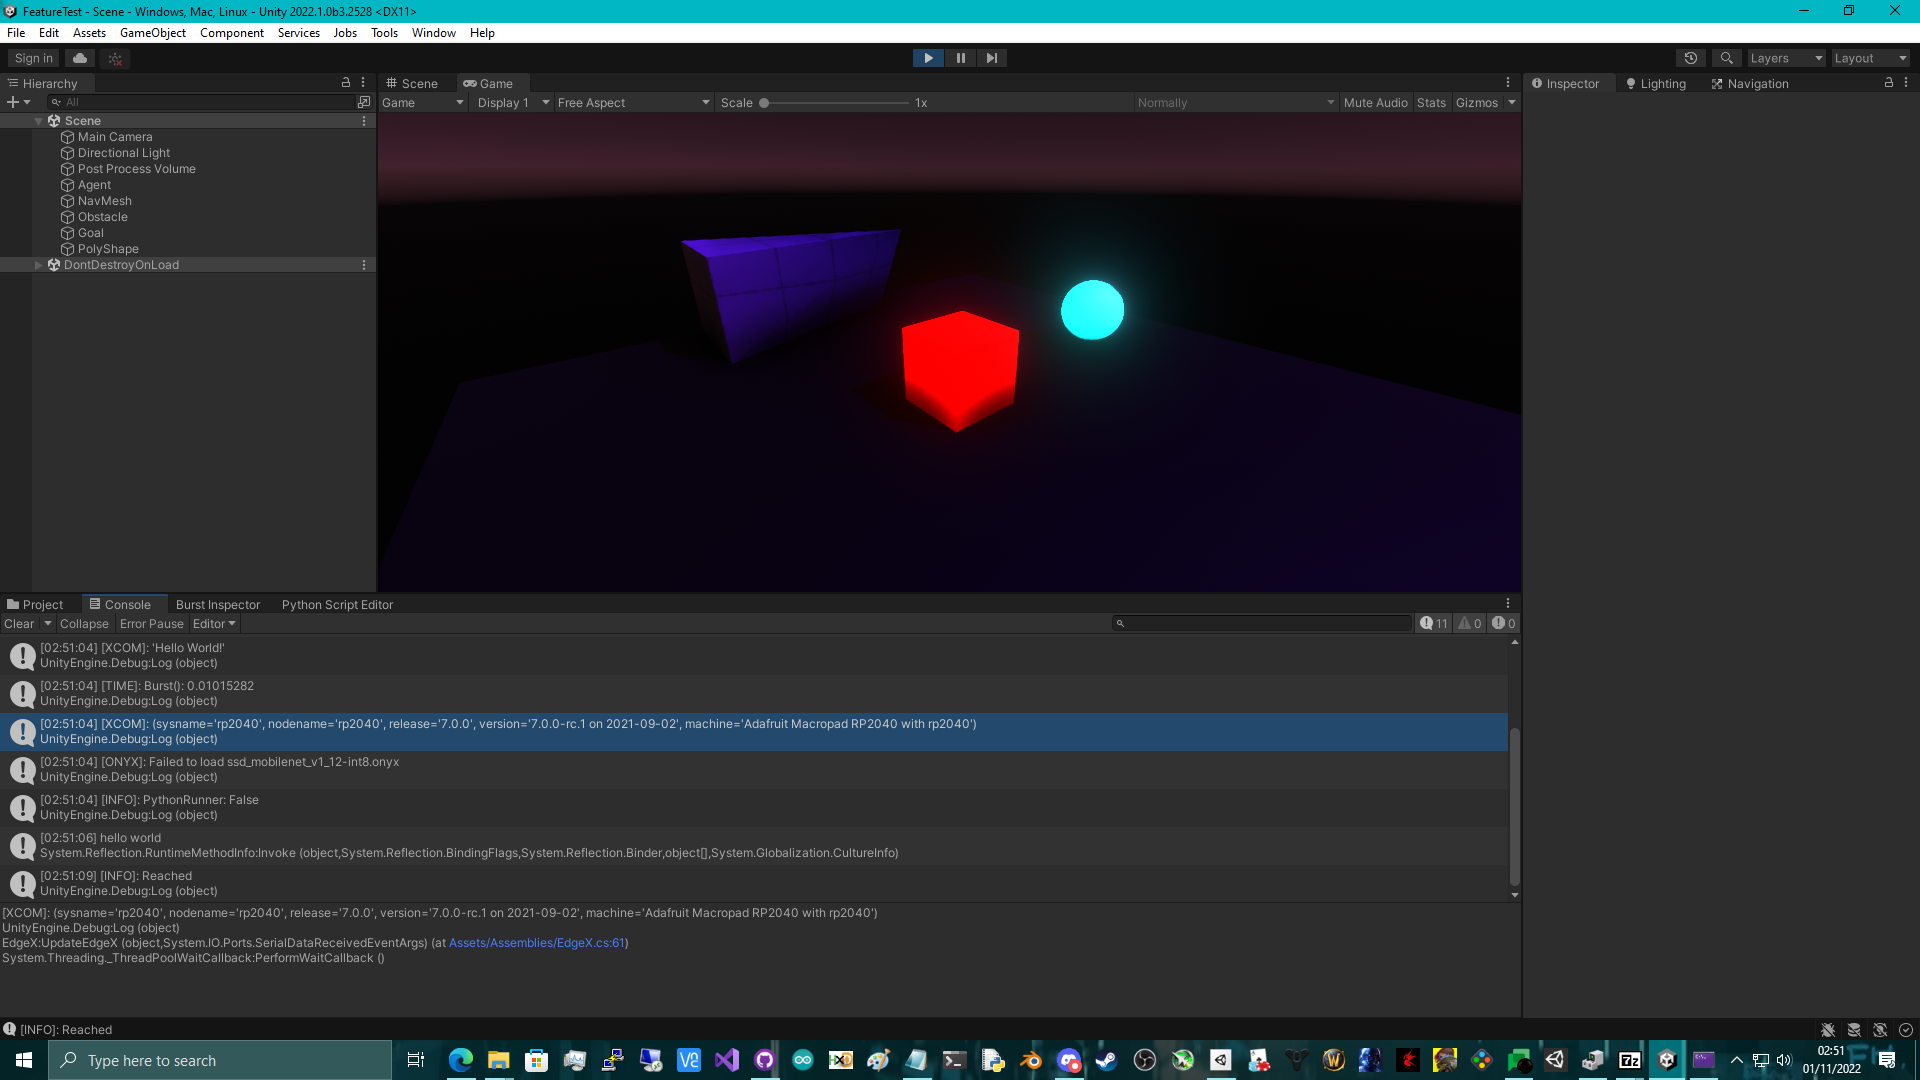 FeatureTest - Scene - Windows, Mac, Linux - Unity 2022.1.0b3.2528 <DX11>
File Edit Assets GameObject Component Services Jobs Tools Window Help
Sign in
Layers
Layout
Hierarchy
All
Scene
Main Camera
Directional Light
Post Process Volume
Agent
NavMesh
Obstacle
Goal
PolyShape
DontDestroyOnLoad
Scene Game
Game Display 1 Free Aspect Scale 1x Normally Mute Audio Stats Gizmos
Inspector Lighting Navigation
Project Console Burst Inspector Python Script Editor
Clear Collapse Error Pause Editor 11 0 0
[02:51:04] [XCOM]: 'Hello World!'
UnityEngine.Debug:Log (object)
[02:51:04] [TIME]: Burst(): 0.01015282
UnityEngine.Debug:Log (object)
[02:51:04] [XCOM]: (sysname='rp2040', nodename='rp2040', release='7.0.0', version='7.0.0-rc.1 on 2021-09-02', machine='Adafruit Macropad RP2040 with rp2040')
UnityEngine.Debug:Log (object)
[02:51:04] [ONYX]: Failed to load ssd_mobilenet_v1_12-int8.onyx
UnityEngine.Debug:Log (object)
[02:51:04] [INFO]: PythonRunner: False
UnityEngine.Debug:Log (object)
[02:51:06] hello world
System.Reflection.RuntimeMethodInfo:Invoke (object,System.Reflection.BindingFlags,System.Reflection.Binder,object[],System.Globalization.CultureInfo)
[02:51:09] [INFO]: Reached
UnityEngine.Debug:Log (object)
[XCOM]: (sysname='rp2040', nodename='rp2040', release='7.0.0', version='7.0.0-rc.1 on 2021-09-02', machine='Adafruit Macropad RP2040 with rp2040')
UnityEngine.Debug:Log (object)
EdgeX:UpdateEdgeX (object,System.IO.Ports.SerialDataReceivedEventArgs) (at Assets/Assemblies/EdgeX.cs:61)
System.Threading._ThreadPoolWaitCallback:PerformWaitCallback ()
[INFO]: Reached
Type here to search
02:51
01/11/2022